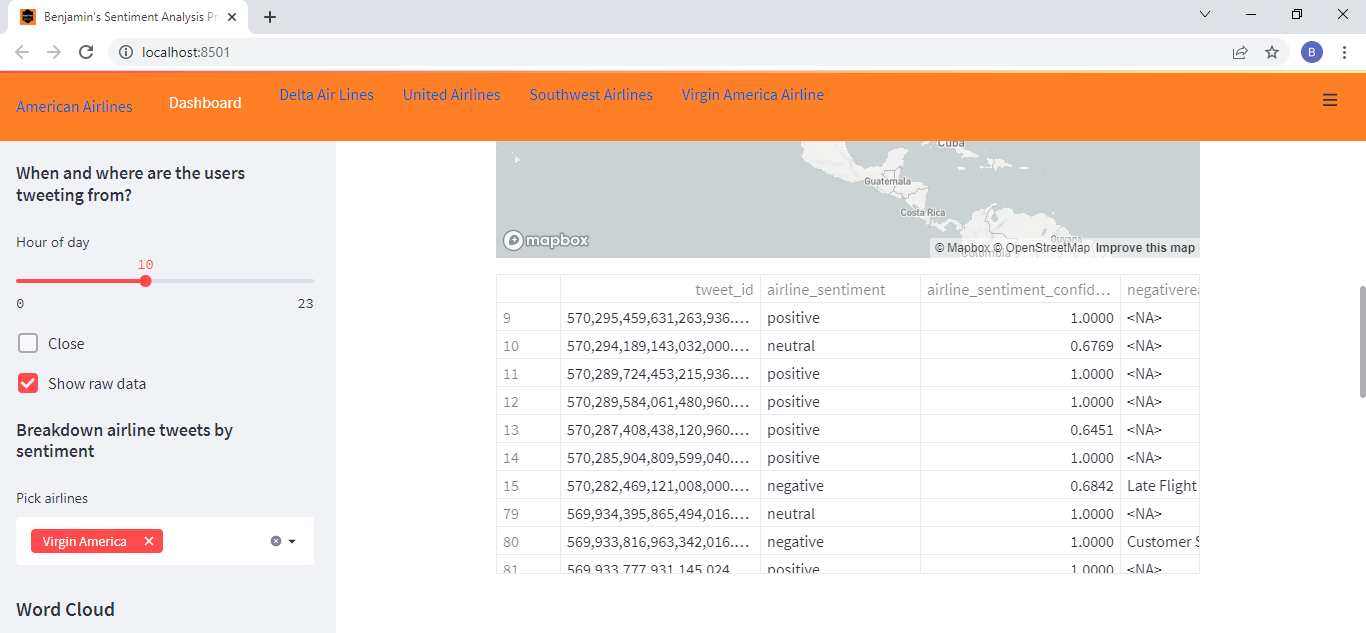 Benjamin's Sentiment Analysis Pr
localhost:8501
B
American Airlines
Dashboard
Delta Air Lines
United Airlines
Southwest Airlines
Virgin America Airline
When and where are the users
tweeting from?
Hour of day
10
0 23
Close
Show raw data
Breakdown airline tweets by
sentiment
Pick airlines
Virgin America
Word Cloud
Cuba
Guatemala
Costa Rica
Guyana
Colombia
mapbox
© Mapbox © OpenStreetMap Improve this map
tweet_id airline_sentiment airline_sentiment_confid... negativerea
9 570,295,459,631,263,936.... positive 1.0000 <NA>
10 570,294,189,143,032,000.... neutral 0.6769 <NA>
11 570,289,724,453,215,936.... positive 1.0000 <NA>
12 570,289,584,061,480,960.... positive 1.0000 <NA>
13 570,287,408,438,120,960.... positive 0.6451 <NA>
14 570,285,904,809,599,040.... positive 1.0000 <NA>
15 570,282,469,121,008,000.... negative 0.6842 Late Flight
79 569,934,395,865,494,016.... neutral 1.0000 <NA>
80 569,933,816,963,342,016.... negative 1.0000 Customer S
81 569,933,777,931,145,024.... positive 1.0000 <NA>